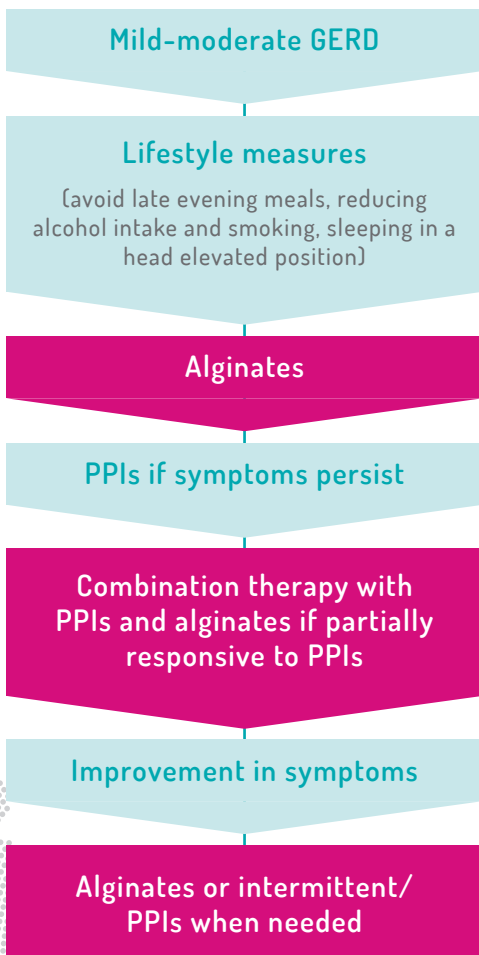 Mild-moderate GERD
Lifestyle measures
(avoid late evening meals, reducing
alcohol intake and smoking, sleeping in a
head elevated position)
Alginates
PPIs if symptoms persist
Combination therapy with
PPIs and alginates if partially
responsive to PPIs
Improvement in symptoms
Alginates or intermittent/
PPIs when needed